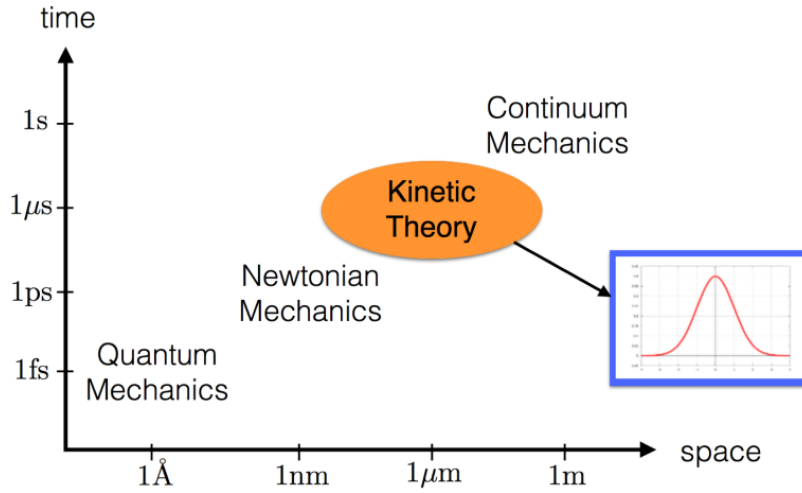 time
Continuum
Mechanics
1s
Kinetic
Theory
1μs
Newtonian
Mechanics
1ps
Quantum
Mechanics
1fs
space
1Å
1nm
1μm
1m